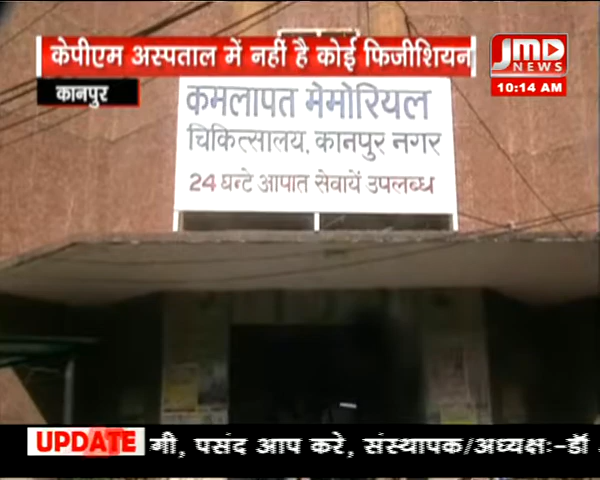 केपीएम अस्पताल में नहीं है कोई फिजीशियन
JMD
NEWS
10:14 AM
कानपुर
कमलापत मेमोरियल
चिकित्सालय, कानपुर नगर
24 घन्टे आपात सेवायें उपलब्ध
UPDATE गी, पसंद आप करे, संस्थापक/अध्यक्षः-डॉ